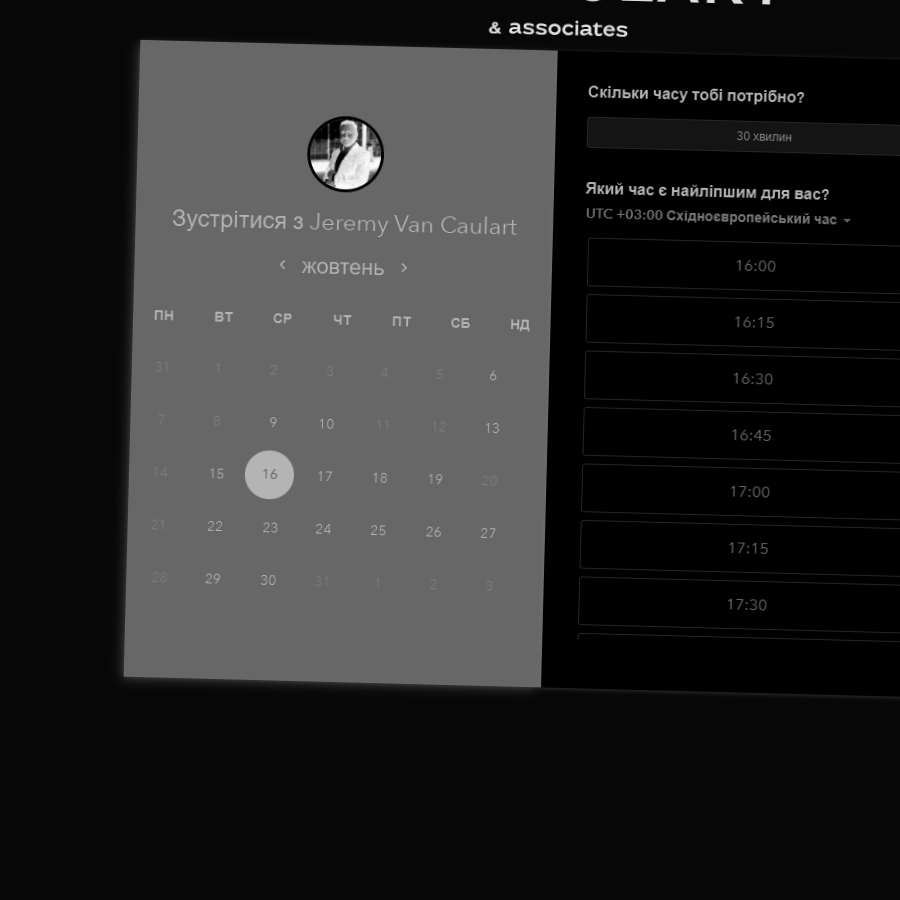 & associates
Зустрітися з Jeremy Van Caulart
жовтень
ПН ВТ СР ЧТ ПТ СБ НД
31 1 2 3 4 5 6
7 8 9 10 11 12 13
14 15 16 17 18 19 20
21 22 23 24 25 26 27
28 29 30 31 1 2 3
Скільки часу тобі потрібно?
30 хвилин
Який час є найліпшим для вас?
UTC +03:00 Східноєвропейський час
16:00
16:15
16:30
16:45
17:00
17:15
17:30